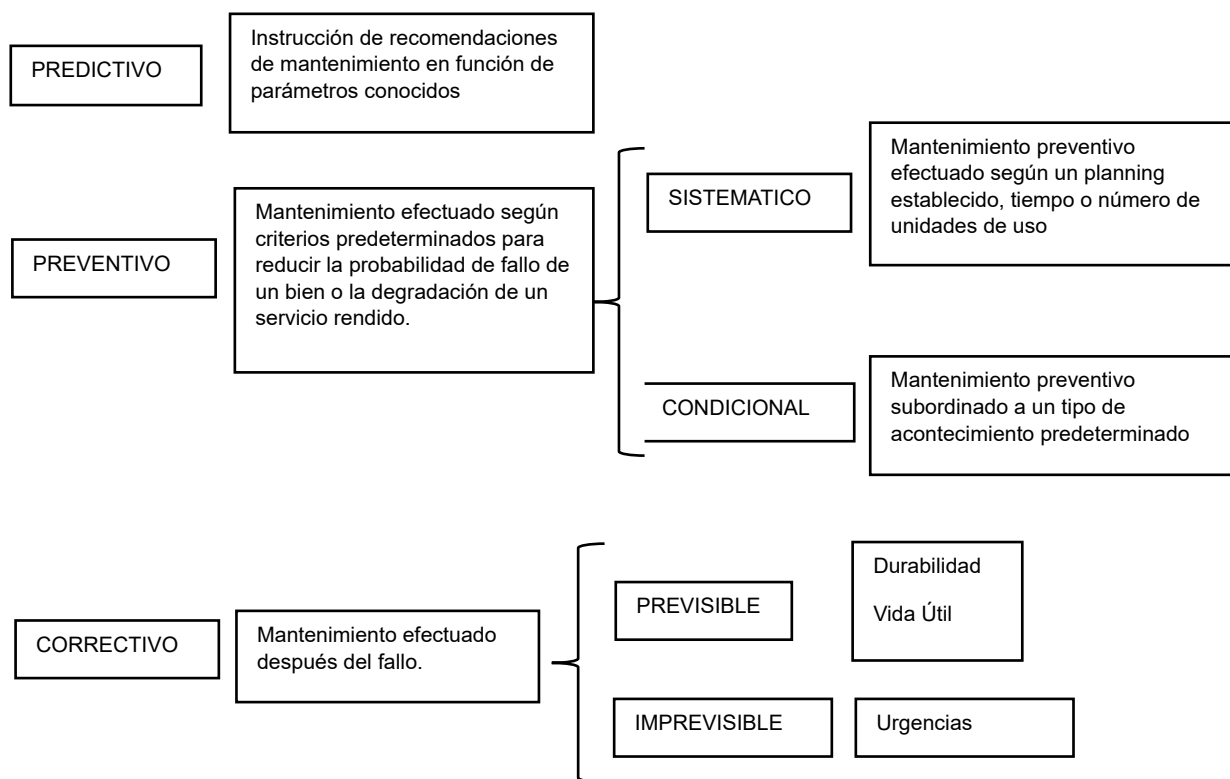 PREDICTIVO
Instrucción de recomendaciones
de mantenimiento en función de
parámetros conocidos
PREVENTIVO
Mantenimiento efectuado según
criterios predeterminados para
reducir la probabilidad de fallo de
un bien o la degradación de un
servicio rendido.
SISTEMATICO
Mantenimiento preventivo
efectuado según un planning
establecido, tiempo o número de
unidades de uso
CONDICIONAL
Mantenimiento preventivo
subordinado a un tipo de
acontecimiento predeterminado
CORRECTIVO
Mantenimiento efectuado
después del fallo.
PREVISIBLE
Durabilidad
Vida Útil
IMPREVISIBLE
Urgencias